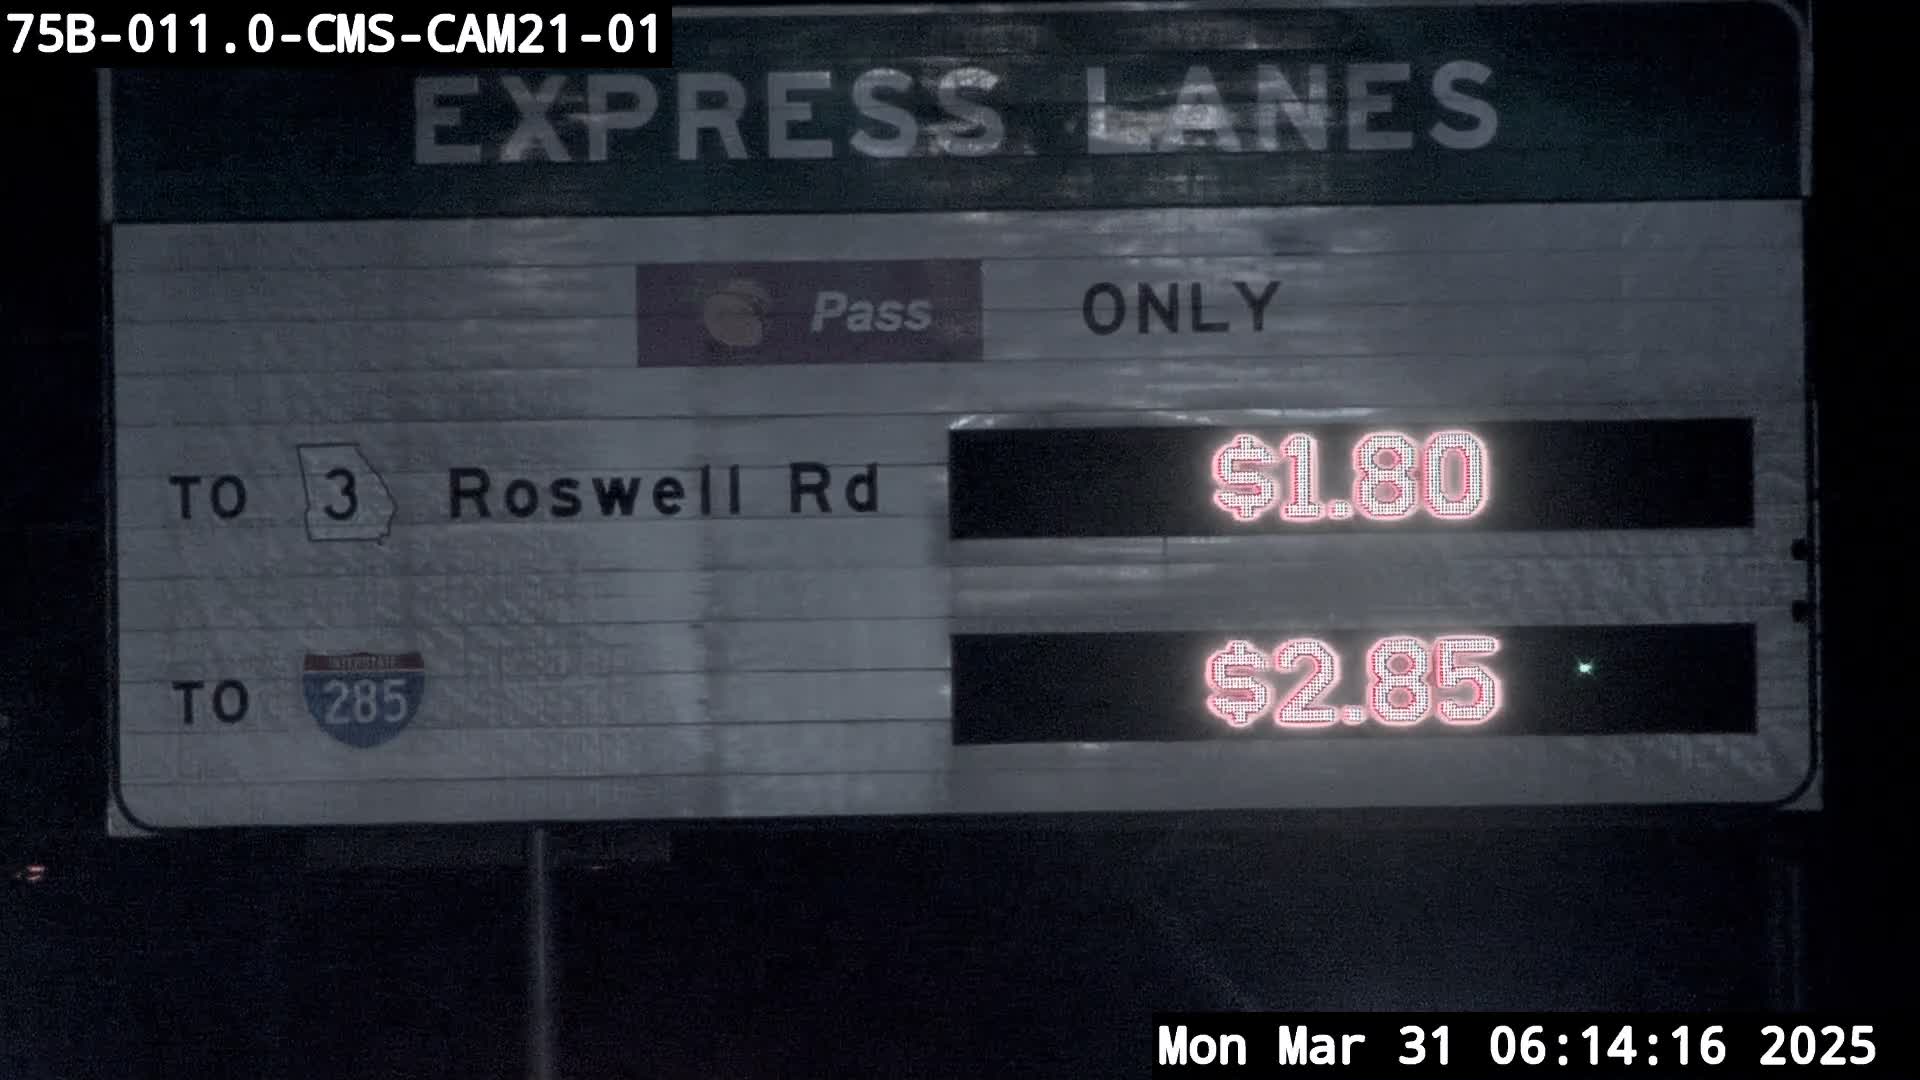 75B-011.0-CMS-CAM21-01
EXPRESS LANES
Pass ONLY
TO 3 Roswell Rd $1.80
INTERSTATE
TO 285 $2.85
Mon Mar 31 06:14:16 2025